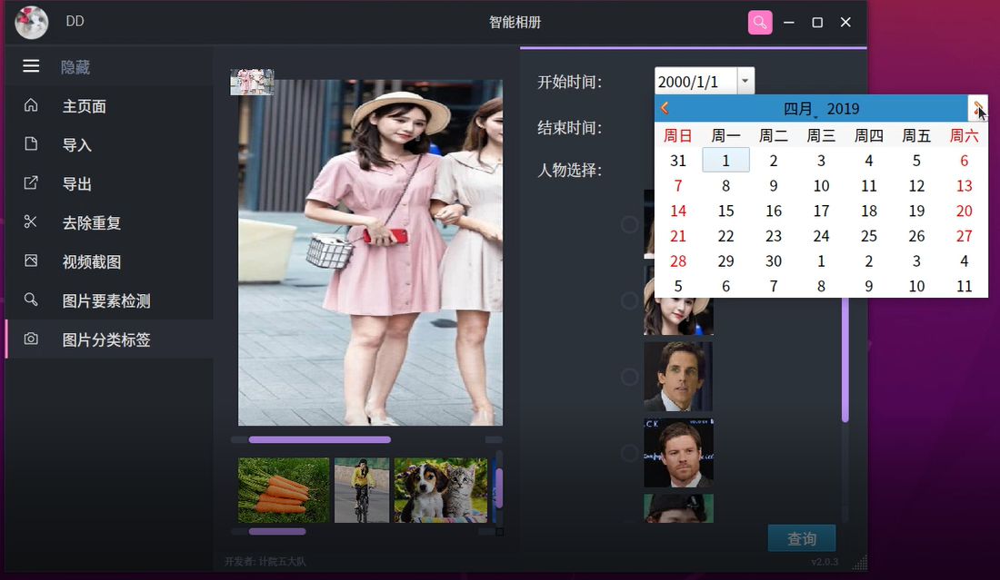 DD
智能相册
隐藏
主页面
导入
导出
去除重复
视频截图
图片要素检测
图片分类标签
开始时间：
2000/1/1
结束时间：
人物选择：
四月, 2019
周日 周一 周二 周三 周四 周五 周六
31 1 2 3 4 5 6
7 8 9 10 11 12 13
14 15 16 17 18 19 20
21 22 23 24 25 26 27
28 29 30 1 2 3 4
5 6 7 8 9 10 11
查询
开发者: 计院五大队
v2.0.3